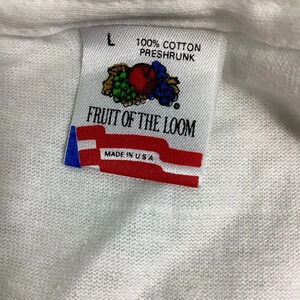 L 100% COTTON
PRESHRUNK
®
FRUIT OF THE LOOM
MADE IN U S A